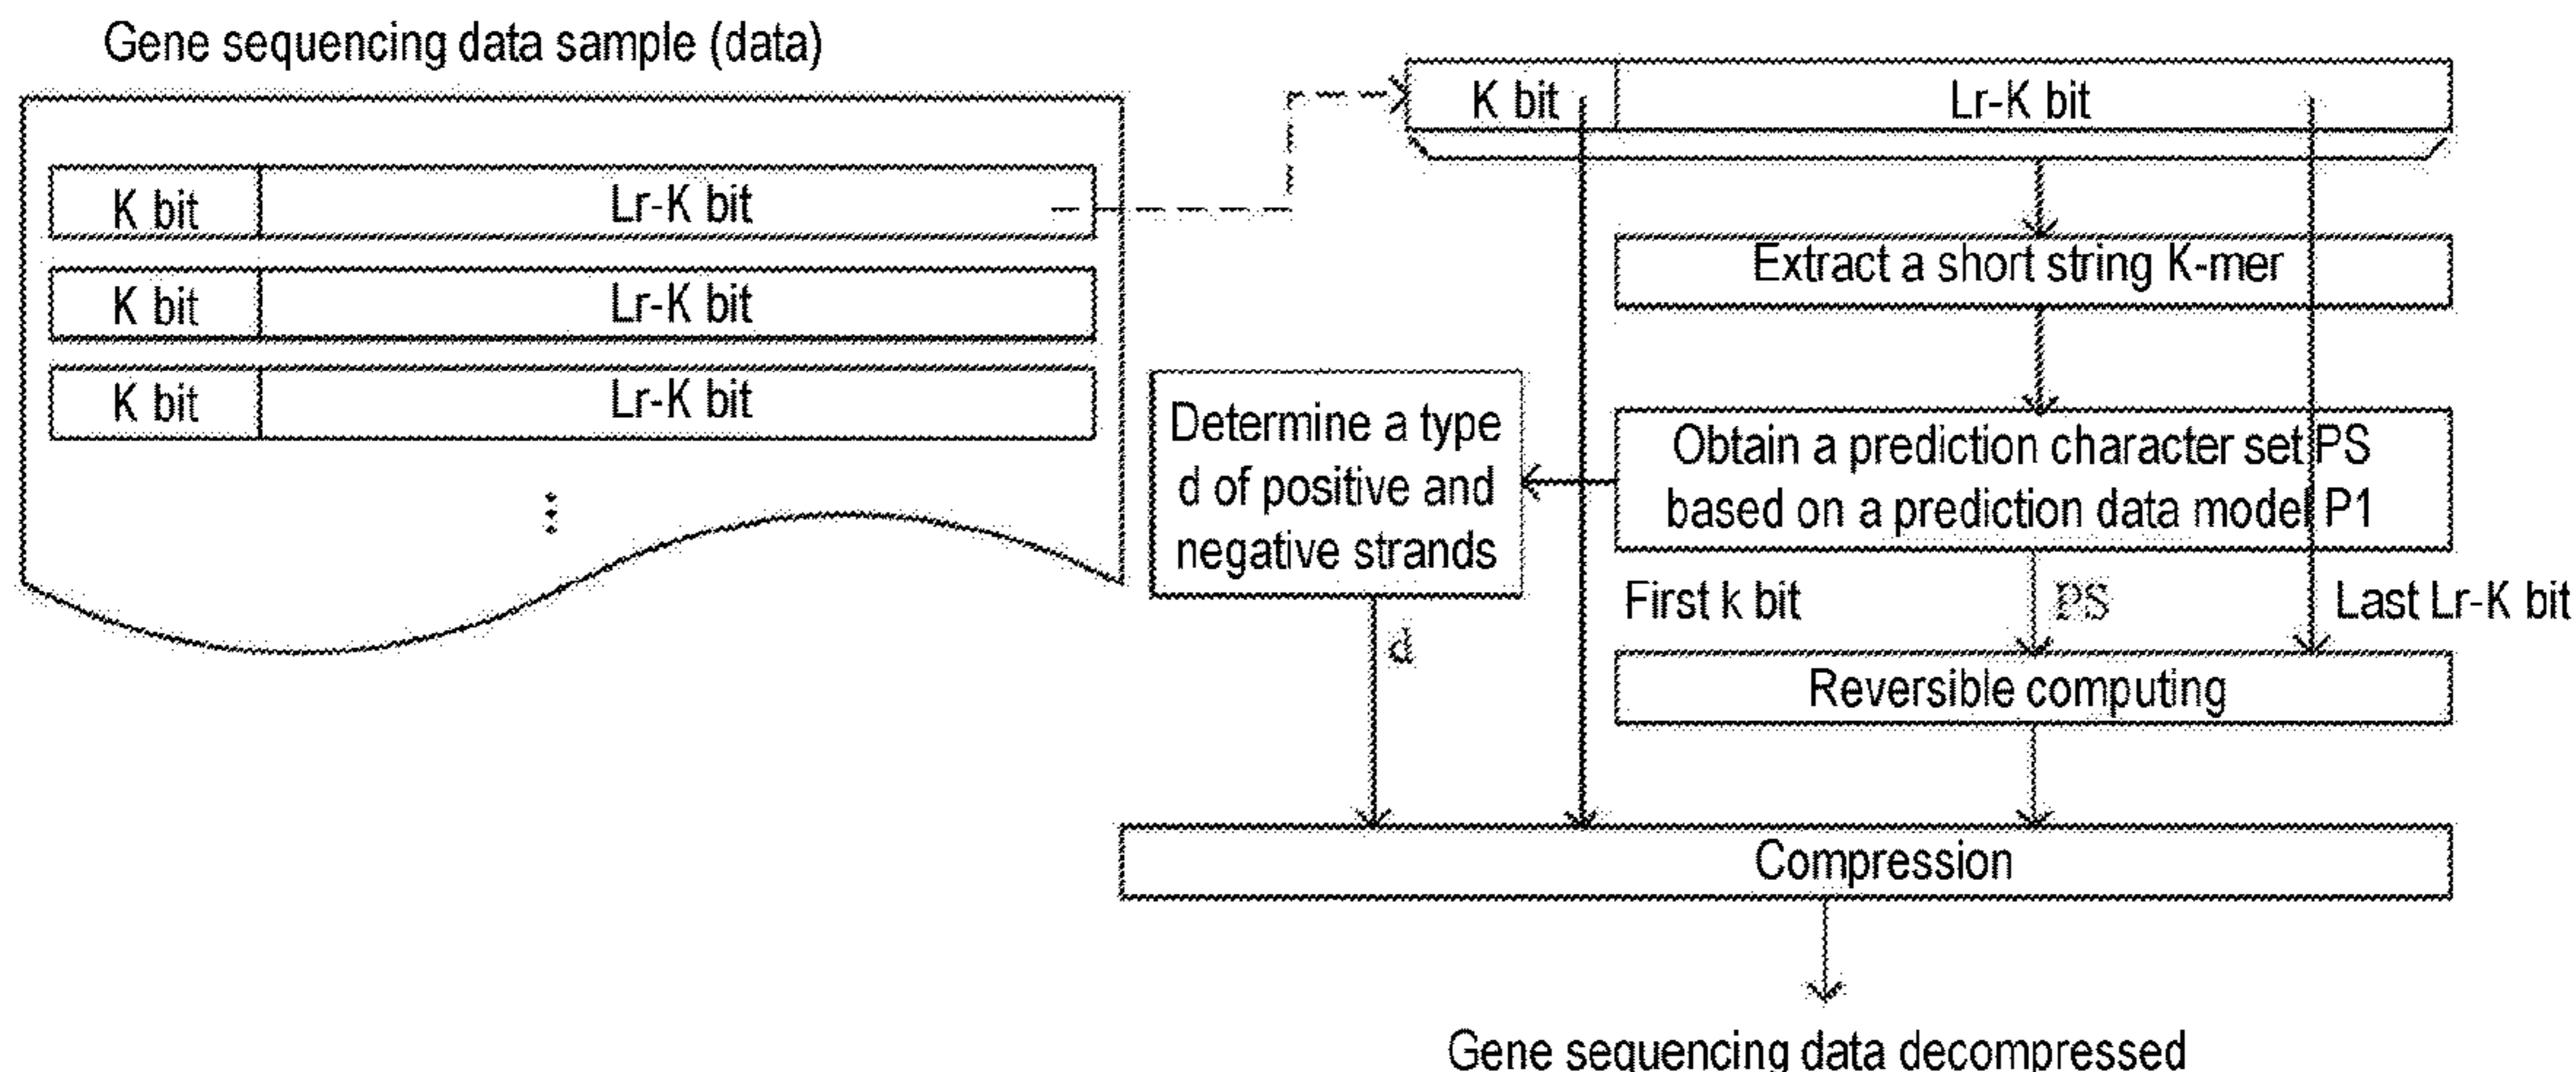 Gene sequencing data sample (data)
K bit Lr-K bit
K bit Lr-K bit
K bit Lr-K bit
K bit Lr-K bit
Extract a short string K-mer
Determine a type
d of positive and
negative strands
Obtain a prediction character set PS
based on a prediction data model P1
First k bit PS Last Lr-K bit
d
Reversible computing
Compression
Gene sequencing data decompressed